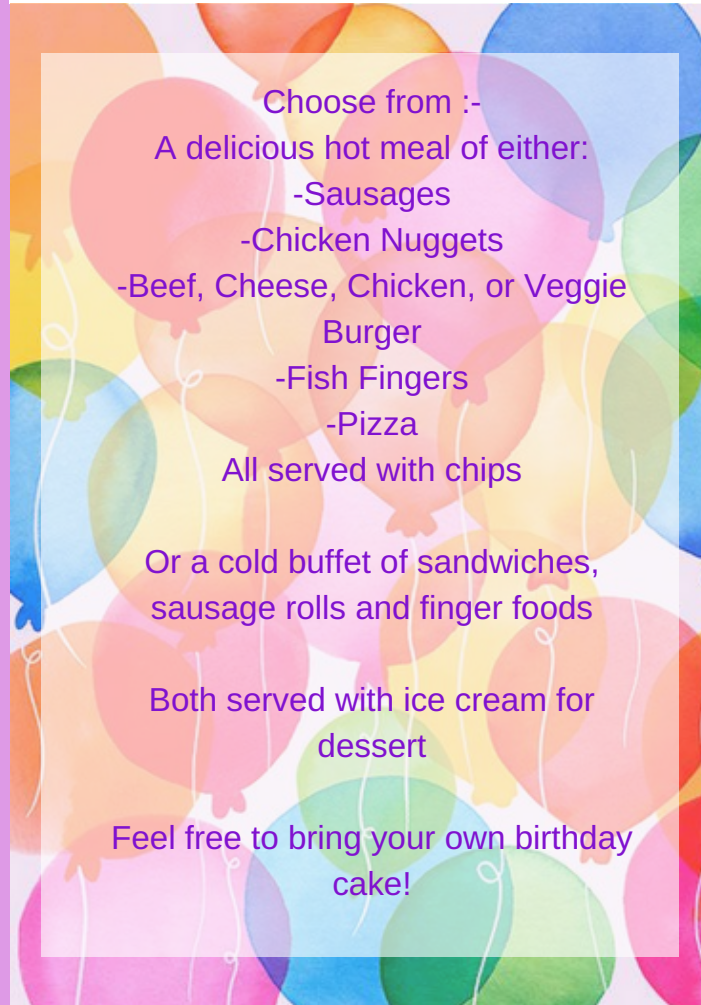 Choose from :-
A delicious hot meal of either:
-Sausages
-Chicken Nuggets
-Beef, Cheese, Chicken, or Veggie
Burger
-Fish Fingers
-Pizza
All served with chips
Or a cold buffet of sandwiches,
sausage rolls and finger foods
Both served with ice cream for
dessert
Feel free to bring your own birthday
cake!